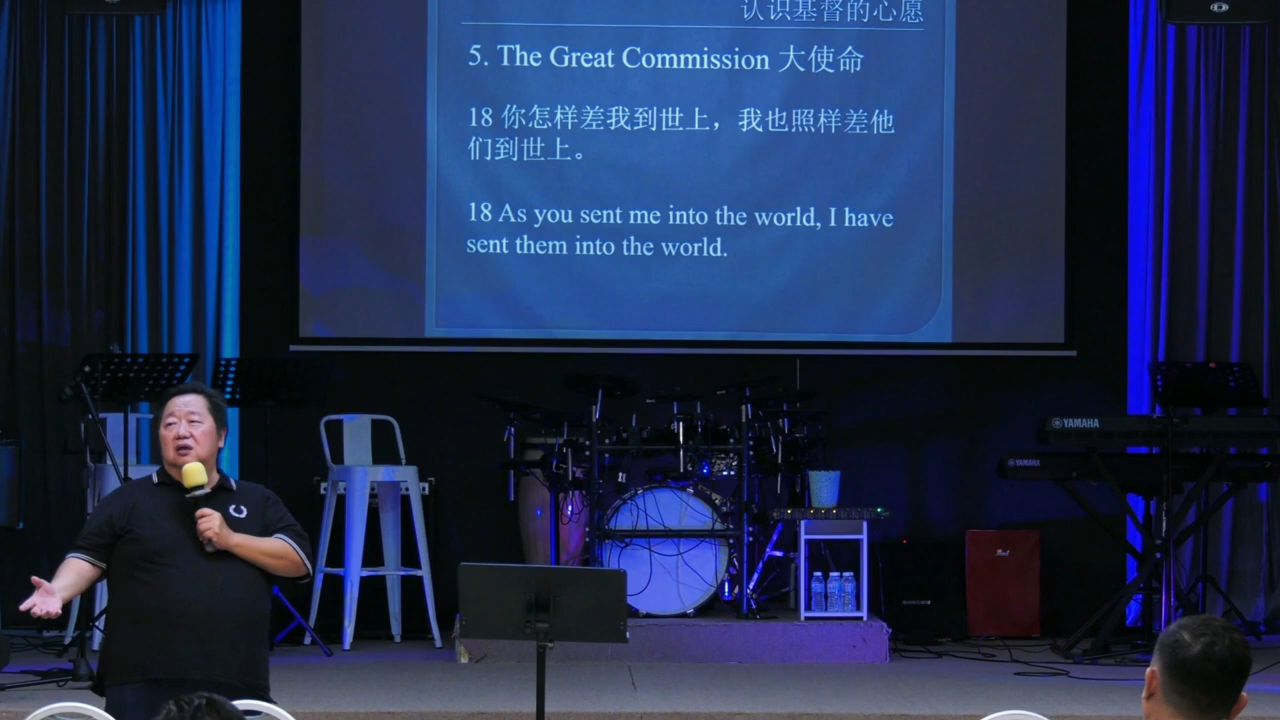 认识基督的心愿
5. The Great Commission 大使命
18 你怎样差我到世上，我也照样差他
们到世上。
18 As you sent me into the world, I have
sent them into the world.
YAMAHA
YAMAHA